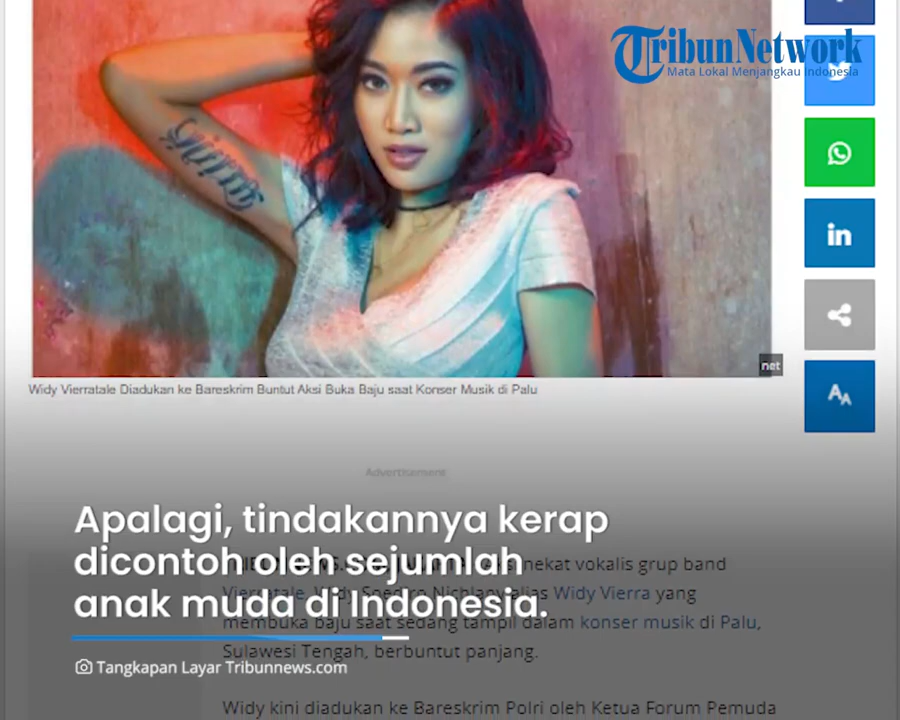 TribunNetwork
Mata Lokal Menjangkau Indonesia
in
net
Widy Vierratale Diadukan ke Bareskrim Buntut Aksi Buka Baju saat Konser Musik di Palu
AA
Advertisement
Apalagi, tindakannya kerap
dicontoh oleh sejumlah
anak muda di Indonesia.
nekat vokalis grup band
Widy Vierra yang
membuka baju saat sedang tampil dalam konser musik di Palu,
Sulawesi Tengah, berbuntut panjang.
Tangkapan Layar Tribunnews.com
Widy kini diadukan ke Bareskrim Polri oleh Ketua Forum Pemuda